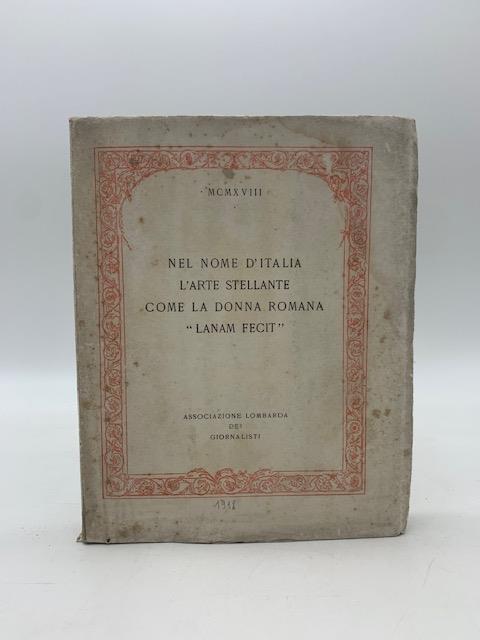 · MCMXVIII ·
NEL NOME D'ITALIA
L'ARTE STELLANTE
COME LA DONNA ROMANA
“LANAM FECIT”
ASSOCIAZIONE LOMBARDA
DEI
GIORNALISTI
1918